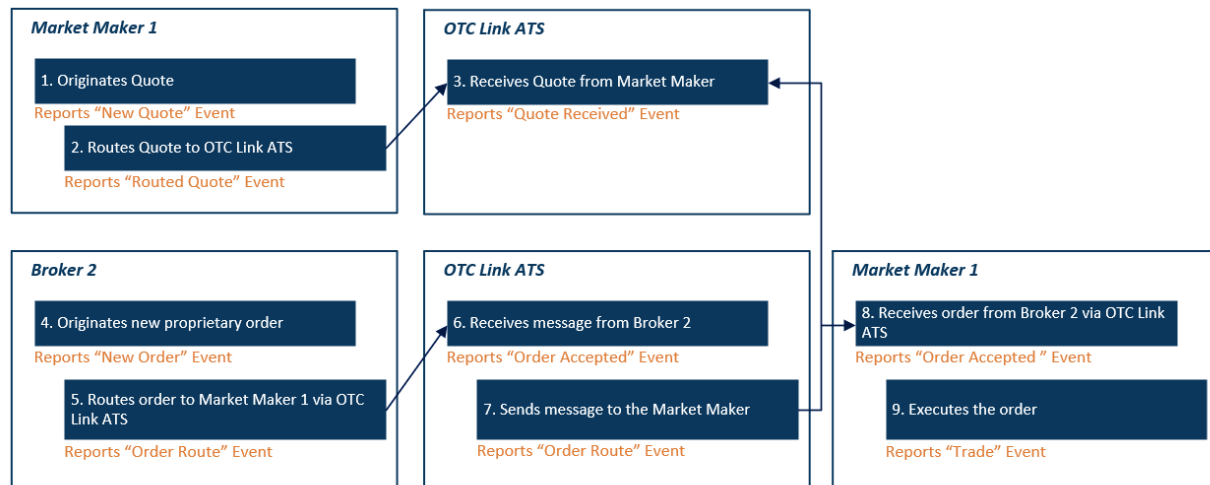 Market Maker 1
1. Originates Quote
Reports “New Quote” Event
2. Routes Quote to OTC Link ATS
Reports “Routed Quote” Event
OTC Link ATS
3. Receives Quote from Market Maker
Reports “Quote Received” Event
Broker 2
4. Originates new proprietary order
Reports “New Order” Event
5. Routes order to Market Maker 1 via OTC
Link ATS
Reports “Order Route” Event
OTC Link ATS
6. Receives message from Broker 2
Reports “Order Accepted” Event
7. Sends message to the Market Maker
Reports “Order Route” Event
Market Maker 1
8. Receives order from Broker 2 via OTC Link
ATS
Reports “Order Accepted ” Event
9. Executes the order
Reports “Trade” Event